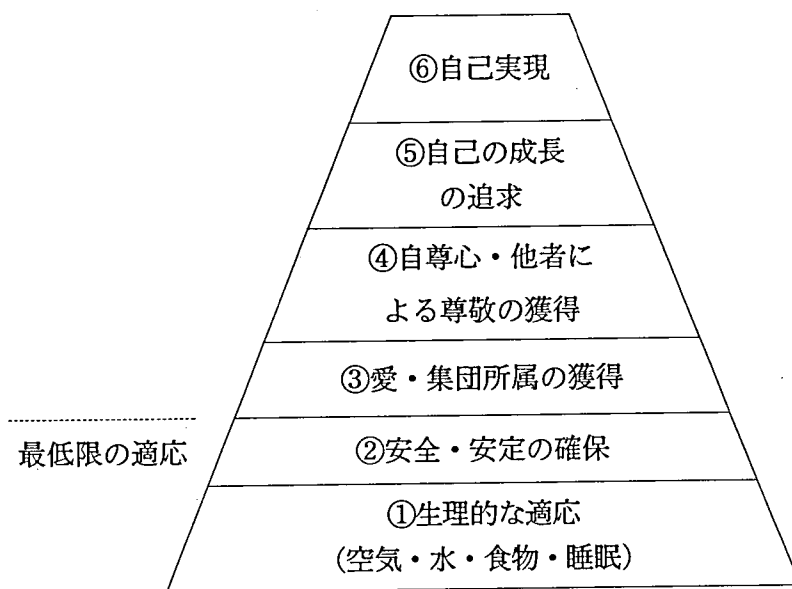 ⑥自己実現
⑤自己の成長
の追求
④自尊心・他者に
よる尊敬の獲得
③愛・集団所属の獲得
最低限の適応
②安全・安定の確保
①生理的な適応
(空気・水・食物・睡眠)